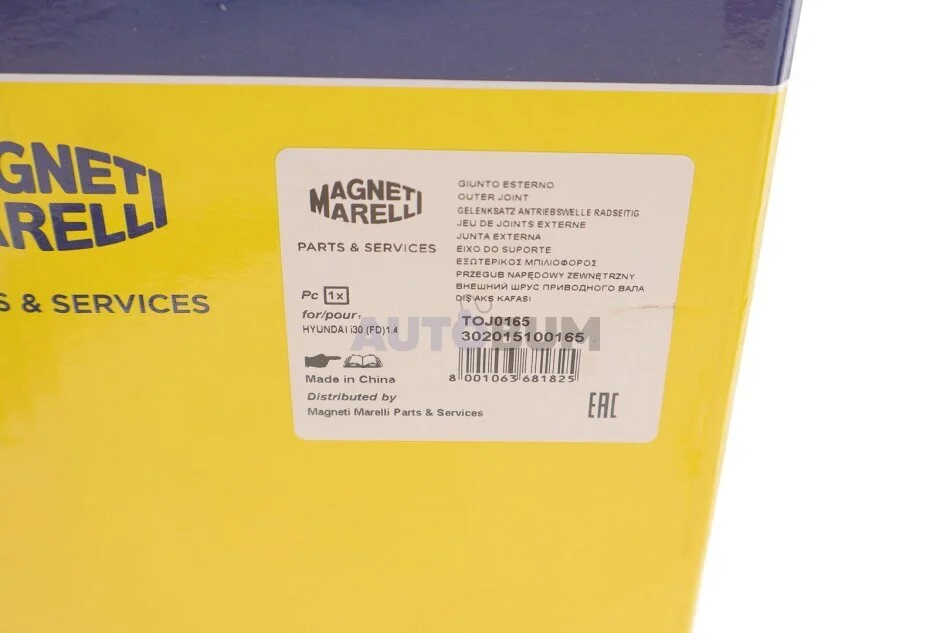 GNETI
ARELLI
S & SERVICES
MAGNETI
MARELLI
PARTS & SERVICES
Pc 1x
for/pour:
HYUNDAI i30 (FD)1.4
Made in China
Distributed by
Magneti Marelli Parts & Services
GIUNTO ESTERNO
OUTER JOINT
GELENKSATZ ANTRIEBSWELLE RADSEITIG
JEU DE JOINTS EXTERNE
JUNTA EXTERNA
EIXO DO SUPORTE
ΕΞΩΤΕΡΙΚΟΣ ΜΠΙΛΙΟΦΟΡΟΣ
PRZEGUB NAPĘDOWY ZEWNĘTRZNY
ВНЕШНИЙ ШРУС ПРИВОДНОГО ВАЛА
DIŞ AKS KAFASI
TOJ0165
302015100165
8 001063 681825
EAC
AUTOBUM